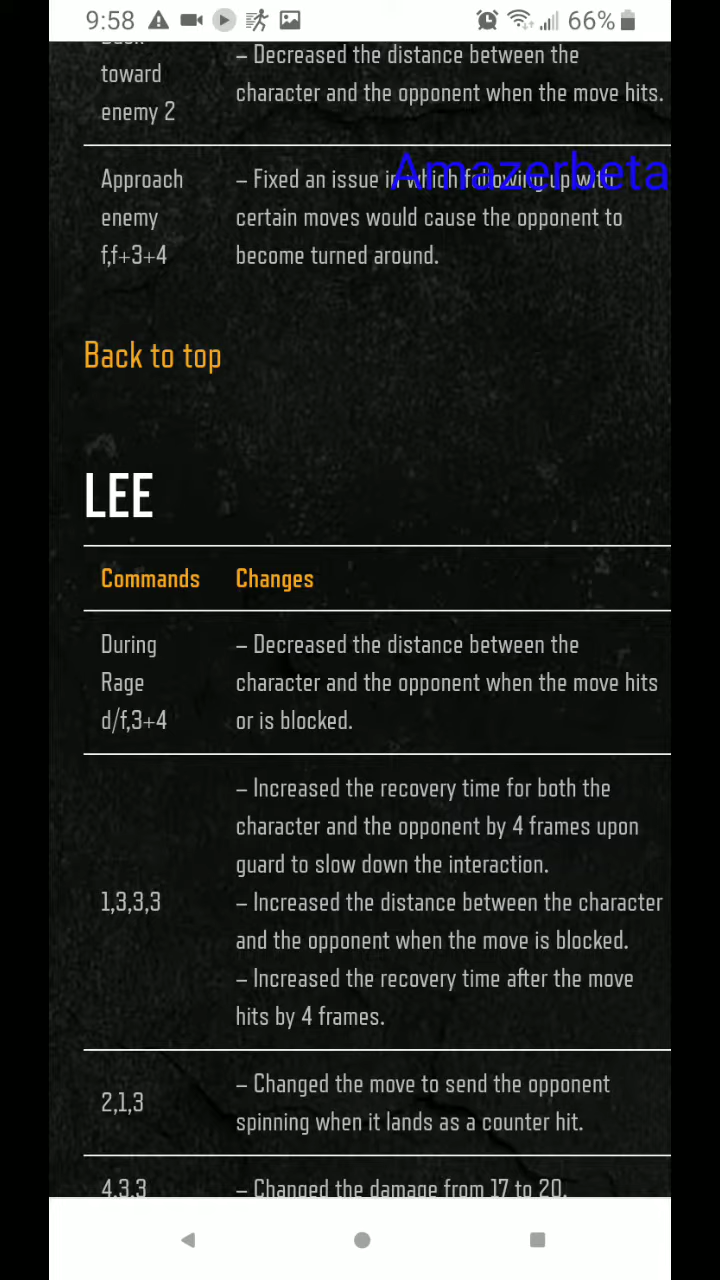 9:58
66%
toward
enemy 2
– Decreased the distance between the
character and the opponent when the move hits.
Amazerbeta
Approach
enemy
f,f+3+4
– Fixed an issue in which following up with
certain moves would cause the opponent to
become turned around.
Back to top
LEE
Commands Changes
During
Rage
d/f,3+4
– Decreased the distance between the
character and the opponent when the move hits
or is blocked.
1,3,3,3
– Increased the recovery time for both the
character and the opponent by 4 frames upon
guard to slow down the interaction.
– Increased the distance between the character
and the opponent when the move is blocked.
– Increased the recovery time after the move
hits by 4 frames.
2,1,3
– Changed the move to send the opponent
spinning when it lands as a counter hit.
4,3,3 – Changed the damage from 17 to 20.